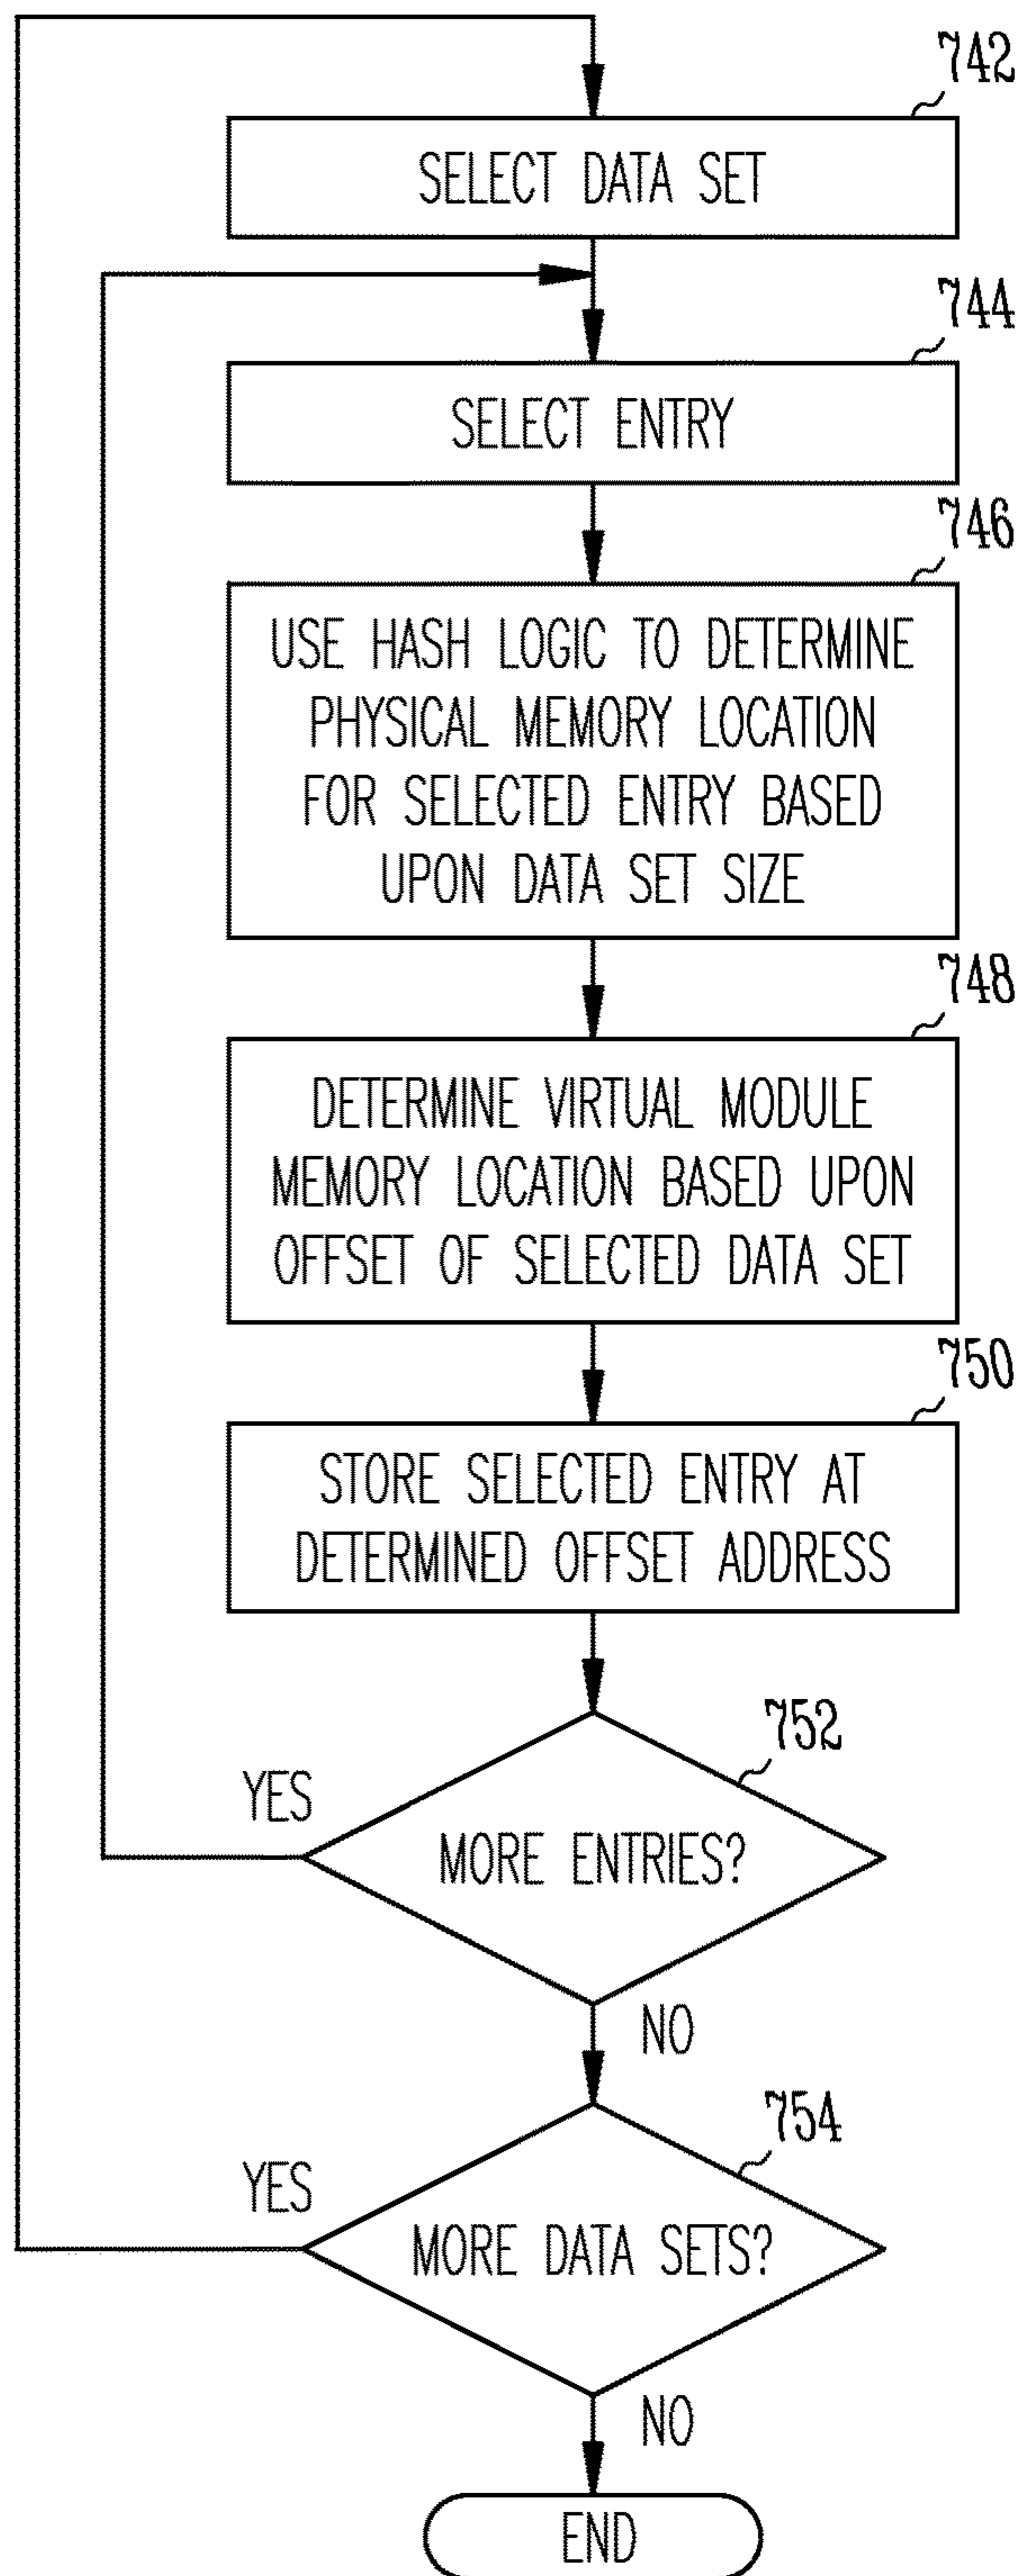 742
SELECT DATA SET
744
SELECT ENTRY
746
USE HASH LOGIC TO DETERMINE
PHYSICAL MEMORY LOCATION
FOR SELECTED ENTRY BASED
UPON DATA SET SIZE
748
DETERMINE VIRTUAL MODULE
MEMORY LOCATION BASED UPON
OFFSET OF SELECTED DATA SET
750
STORE SELECTED ENTRY AT
DETERMINED OFFSET ADDRESS
752
YES
MORE ENTRIES?
NO
754
YES
MORE DATA SETS?
NO
END